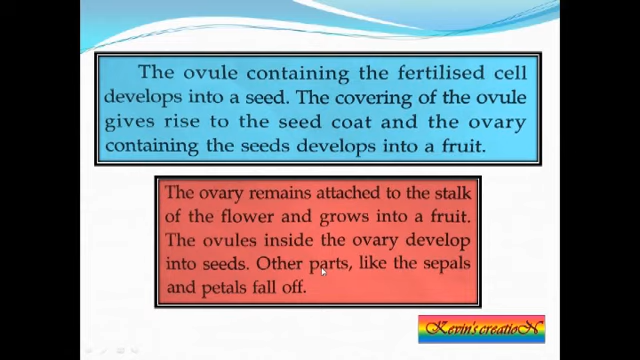 The ovule containing the fertilised cell
develops into a seed. The covering of the ovule
gives rise to the seed coat and the ovary
containing the seeds develops into a fruit.
The ovary remains attached to the stalk
of the flower and grows into a fruit.
The ovules inside the ovary develop
into seeds. Other parts, like the sepals
and petals fall off.
Kevin's creatioN